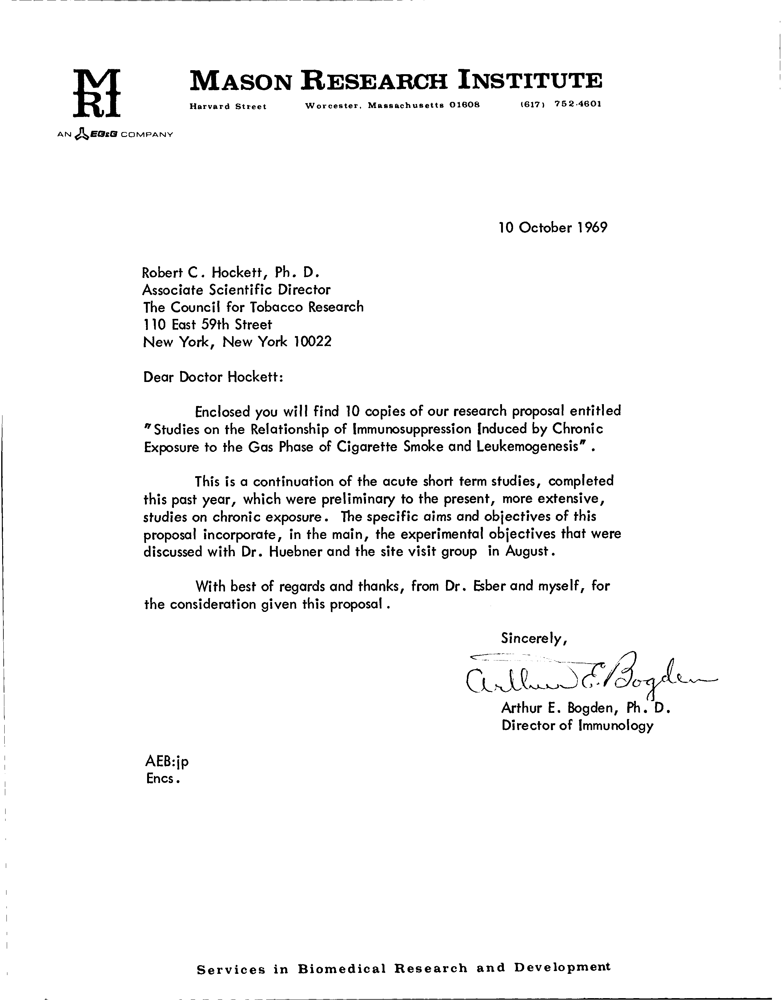 MRI
MASON RESEARCH INSTITUTE
Harvard Street Worcester, Massachusetts 01608 (617) 752-4601
AN EG&G COMPANY
10 October 1969
Robert C. Hockett, Ph. D.
Associate Scientific Director
The Council for Tobacco Research
110 East 59th Street
New York, New York 10022
Dear Doctor Hockett:
Enclosed you will find 10 copies of our research proposal entitled
"Studies on the Relationship of Immunosuppression Induced by Chronic
Exposure to the Gas Phase of Cigarette Smoke and Leukemogenesis".
This is a continuation of the acute short term studies, completed
this past year, which were preliminary to the present, more extensive,
studies on chronic exposure. The specific aims and objectives of this
proposal incorporate, in the main, the experimental objectives that were
discussed with Dr. Huebner and the site visit group in August.
With best of regards and thanks, from Dr. Esber and myself, for
the consideration given this proposal.
Sincerely,
Arthur E. Bogden
Arthur E. Bogden, Ph. D.
Director of Immunology
AEB:jp
Encs.
Services in Biomedical Research and Development